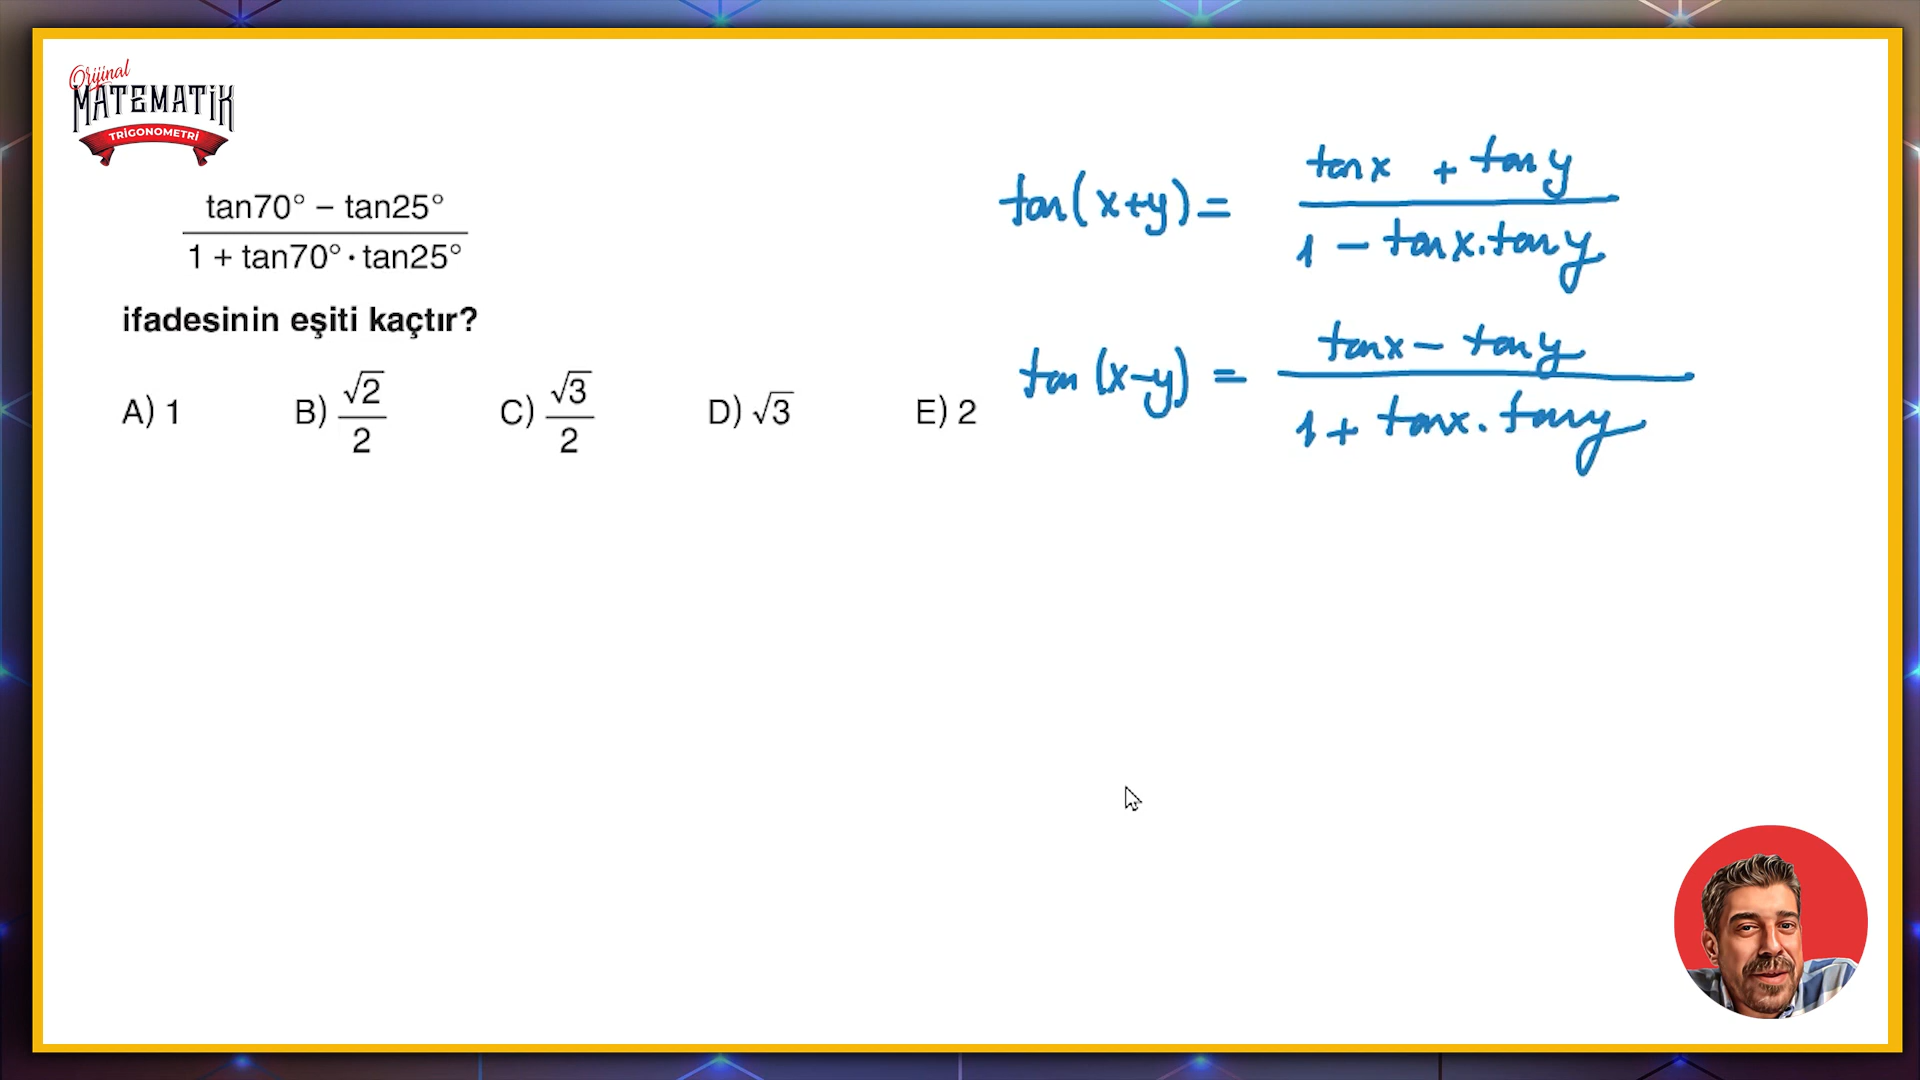 Orijinal
MATEMATİK
TRİGONOMETRİ
tan70° − tan25°
1 + tan70° · tan25°
ifadesinin eşiti kaçtır?
A) 1 B) √2/2 C) √3/2 D) √3 E) 2
tan(x+y) = tanx + tany
1 − tanx.tany
tan(x−y) = tanx − tany
1 + tanx.tany